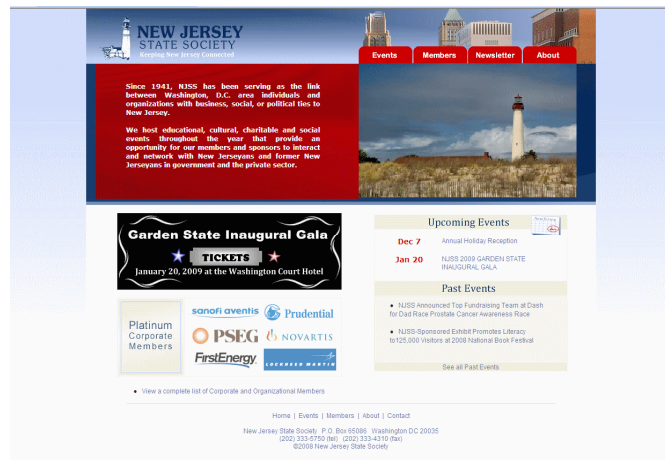 NEW JERSEY
STATE SOCIETY
Keeping New Jersey Connected
Events Members Newsletter About
Since 1941, NJSS has been serving as the link
between Washington, D.C. area individuals and
organizations with business, social, or political ties to
New Jersey.
We host educational, cultural, charitable and social
events throughout the year that provide an
opportunity for our members and sponsors to interact
and network with New Jerseyans and former New
Jerseyans in government and the private sector.
Garden State Inaugural Gala
TICKETS
January 20, 2009 at the Washington Court Hotel
Platinum
Corporate
Members
sanofi aventis Prudential
PSEG NOVARTIS
FirstEnergy LOCKHEED MARTIN
• View a complete list of Corporate and Organizational Members
Upcoming Events
Dec 7 Annual Holiday Reception
Jan 20 NJSS 2009 GARDEN STATE
INAUGURAL GALA
Past Events
• NJSS Announced Top Fundraising Team at Dash
for Dad Race Prostate Cancer Awareness Race
• NJSS-Sponsored Exhibit Promotes Literacy
to125,000 Visitors at 2008 National Book Festival
See all Past Events
Home | Events | Members | About | Contact
New Jersey State Society P.O. Box 65086 Washington DC 20035
(202) 333-5750 (tel) (202) 333-4310 (fax)
©2008 New Jersey State Society